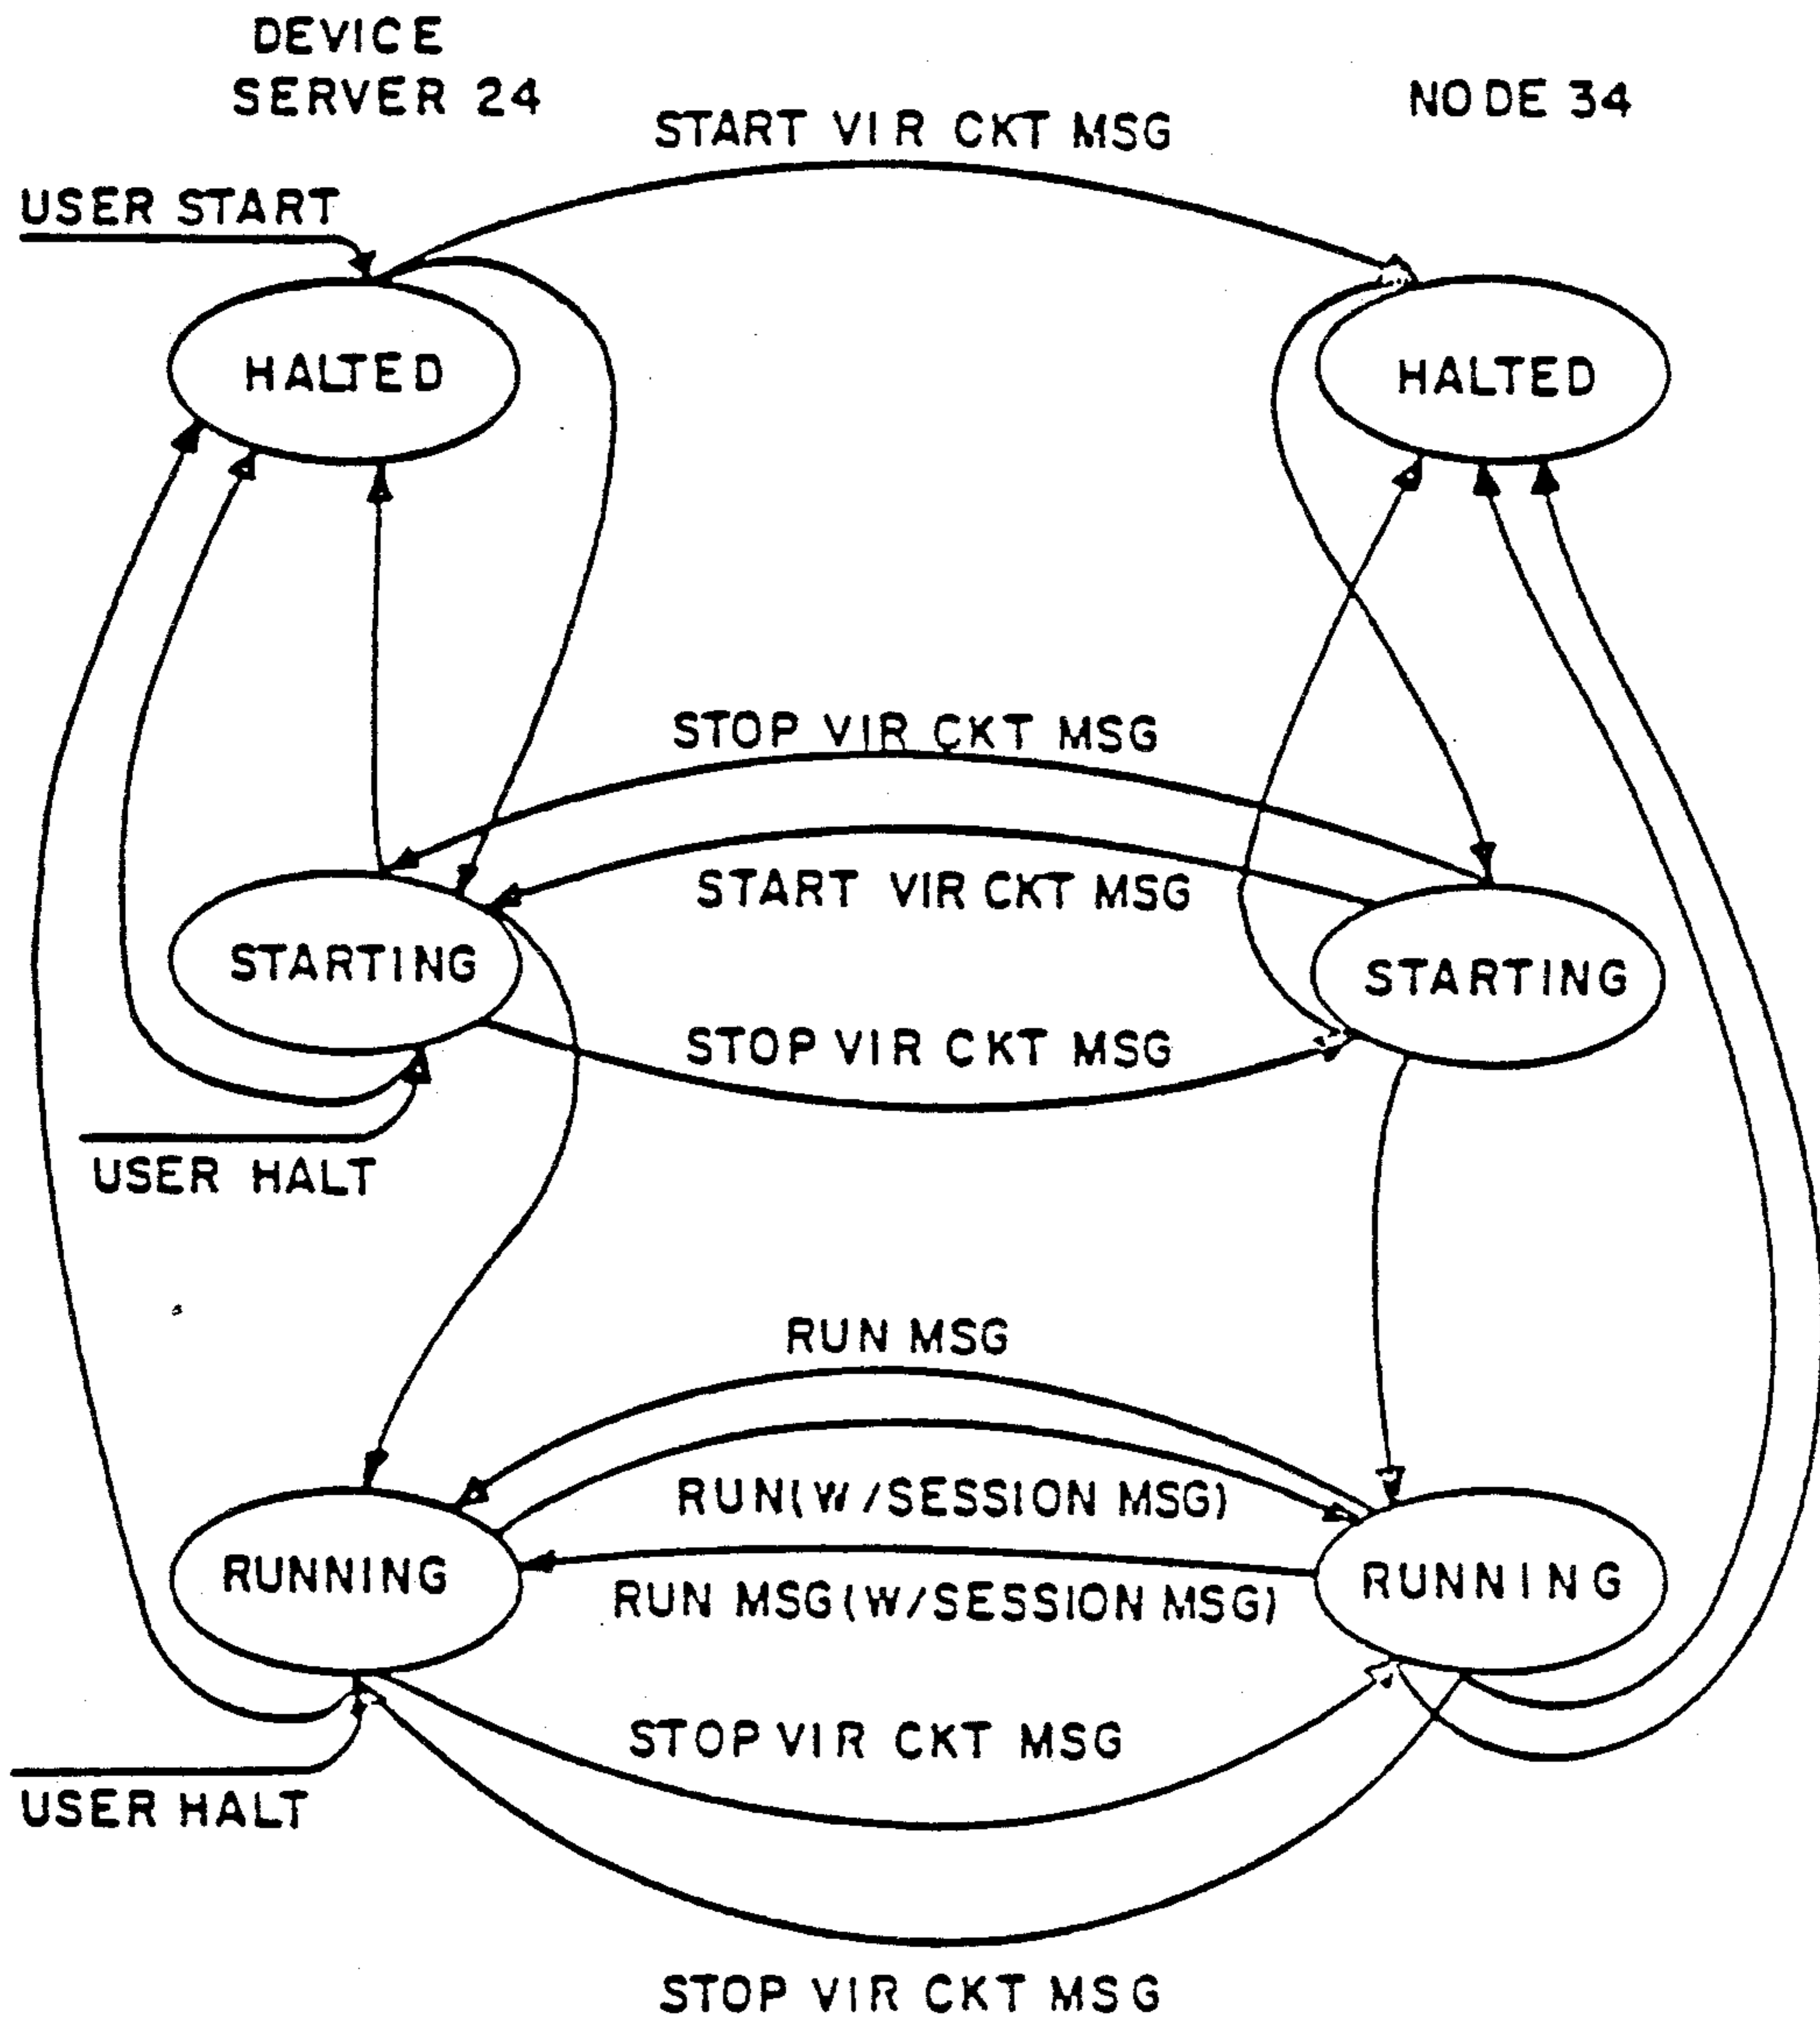 DEVICE
SERVER 24
NODE 34
START VIR CKT MSG
USER START
HALTED
HALTED
STOP VIR CKT MSG
START VIR CKT MSG
STARTING
STARTING
STOP VIR CKT MSG
USER HALT
RUN MSG
RUN(W/SESSION MSG)
RUNNING
RUNNING
RUN MSG(W/SESSION MSG)
STOP VIR CKT MSG
USER HALT
STOP VIR CKT MSG